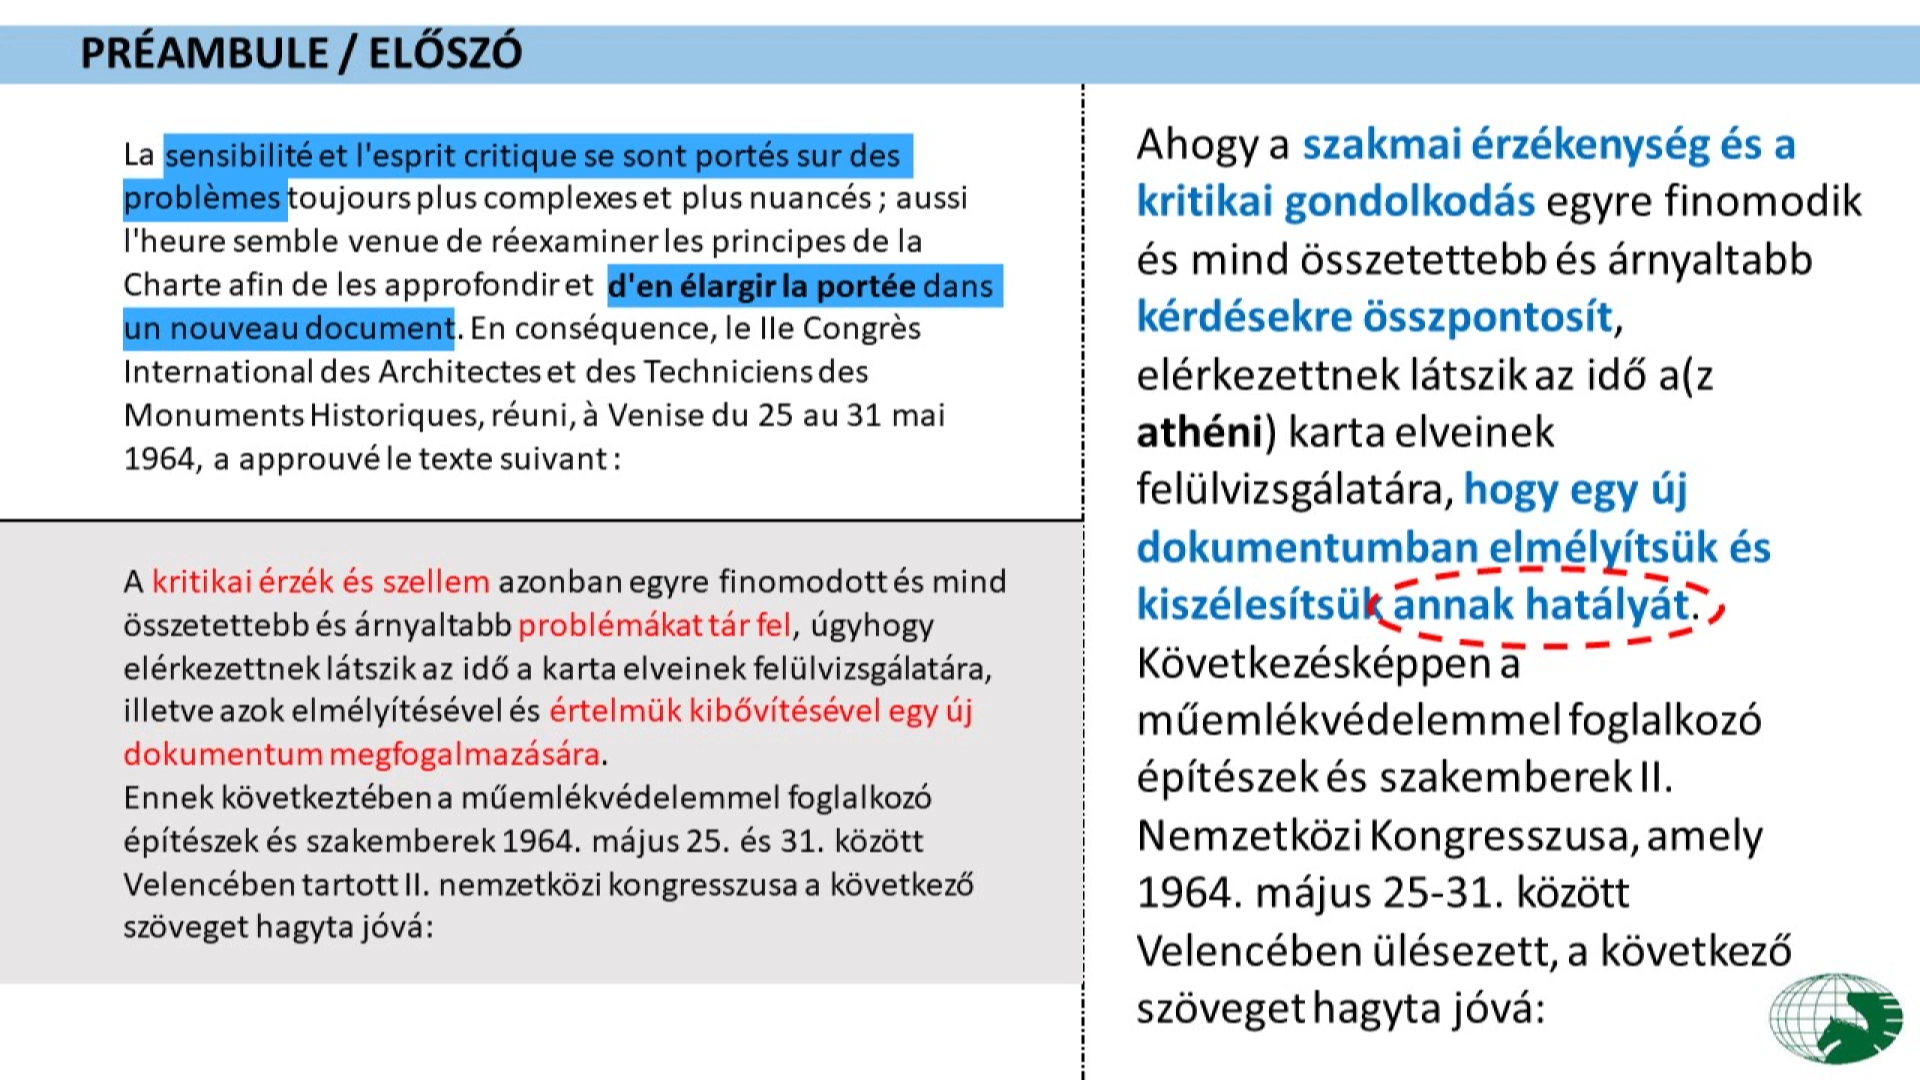 PRÉAMBULE / ELŐSZÓ
La sensibilité et l'esprit critique se sont portés sur des
problèmes toujours plus complexes et plus nuancés ; aussi
l'heure semble venue de réexaminer les principes de la
Charte afin de les approfondir et d'en élargir la portée dans
un nouveau document. En conséquence, le IIe Congrès
International des Architectes et des Techniciens des
Monuments Historiques, réuni, à Venise du 25 au 31 mai
1964, a approuvé le texte suivant :
A kritikai érzék és szellem azonban egyre finomodott és mind
összetettebb és árnyaltabb problémákat tár fel, úgyhogy
elérkezettnek látszik az idő a karta elveinek felülvizsgálatára,
illetve azok elmélyítésével és értelmük kibővítésével egy új
dokumentum megfogalmazására.
Ennek következtében a műemlékvédelemmel foglalkozó
építészek és szakemberek 1964. május 25. és 31. között
Velencében tartott II. nemzetközi kongresszusa a következő
szöveget hagyta jóvá:
Ahogy a szakmai érzékenység és a
kritikai gondolkodás egyre finomodik
és mind összetettebb és árnyaltabb
kérdésekre összpontosít,
elérkezettnek látszik az idő a(z
athéni) karta elveinek
felülvizsgálatára, hogy egy új
dokumentumban elmélyítsük és
kiszélesítsük annak hatályát.
Következésképpen a
műemlékvédelemmel foglalkozó
építészek és szakemberek II.
Nemzetközi Kongresszusa, amely
1964. május 25-31. között
Velencében ülésezett, a következő
szöveget hagyta jóvá: